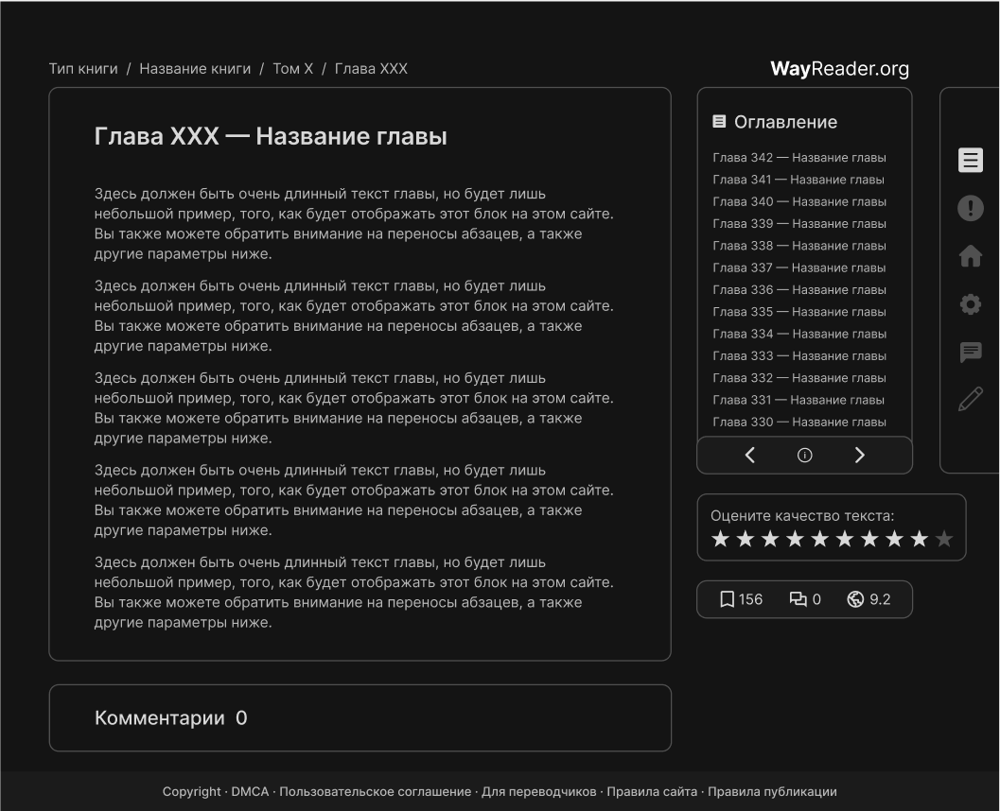 Тип книги / Название книги / Том X / Глава XXX
WayReader.org
Глава XXX — Название главы
Здесь должен быть очень длинный текст главы, но будет лишь
небольшой пример, того, как будет отображать этот блок на этом сайте.
Вы также можете обратить внимание на переносы абзацев, а также
другие параметры ниже.
Здесь должен быть очень длинный текст главы, но будет лишь
небольшой пример, того, как будет отображать этот блок на этом сайте.
Вы также можете обратить внимание на переносы абзацев, а также
другие параметры ниже.
Здесь должен быть очень длинный текст главы, но будет лишь
небольшой пример, того, как будет отображать этот блок на этом сайте.
Вы также можете обратить внимание на переносы абзацев, а также
другие параметры ниже.
Здесь должен быть очень длинный текст главы, но будет лишь
небольшой пример, того, как будет отображать этот блок на этом сайте.
Вы также можете обратить внимание на переносы абзацев, а также
другие параметры ниже.
Здесь должен быть очень длинный текст главы, но будет лишь
небольшой пример, того, как будет отображать этот блок на этом сайте.
Вы также можете обратить внимание на переносы абзацев, а также
другие параметры ниже.
Комментарии 0
Оглавление
Глава 342 — Название главы
Глава 341 — Название главы
Глава 340 — Название главы
Глава 339 — Название главы
Глава 338 — Название главы
Глава 337 — Название главы
Глава 336 — Название главы
Глава 335 — Название главы
Глава 334 — Название главы
Глава 333 — Название главы
Глава 332 — Название главы
Глава 331 — Название главы
Глава 330 — Название главы
Оцените качество текста:
156 0 9.2
Copyright · DMCA · Пользовательское соглашение · Для переводчиков · Правила сайта · Правила публикации